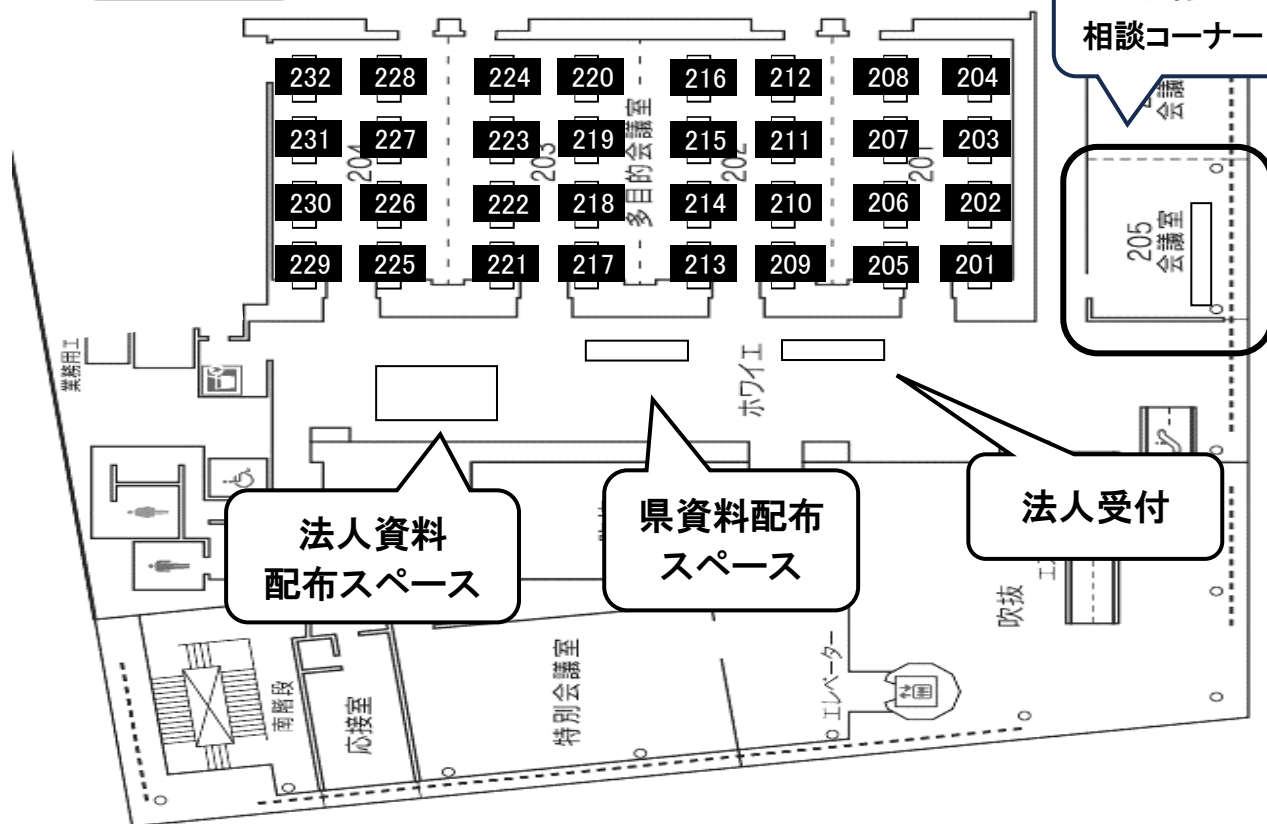 相談コーナー
232 228 224 220 216 212 208 204
231 227 223 219 215 211 207 203
230 226 222 218 214 210 206 202
229 225 221 217 213 209 205 201
204
203
多目的会議室
202
201
会議
205
会議室
業務用エ
ホワイエ
法人資料
配布スペース
県資料配布
スペース
法人受付
吹抜
エレベーター
特別会議室
応接室
南階段